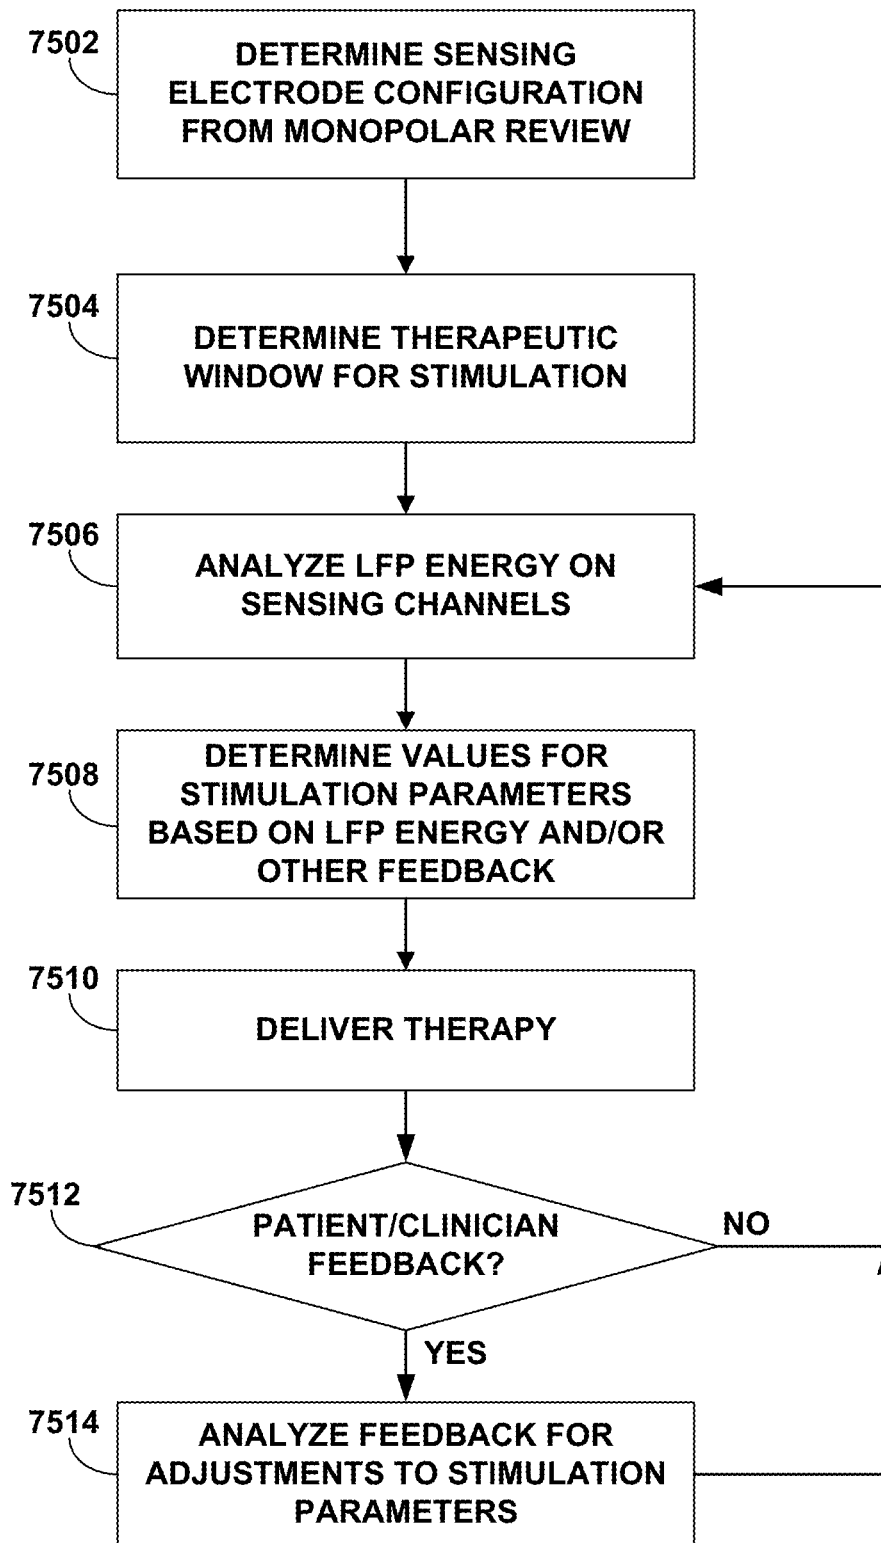 7502
DETERMINE SENSING
ELECTRODE CONFIGURATION
FROM MONOPOLAR REVIEW
7504
DETERMINE THERAPEUTIC
WINDOW FOR STIMULATION
7506
ANALYZE LFP ENERGY ON
SENSING CHANNELS
7508
DETERMINE VALUES FOR
STIMULATION PARAMETERS
BASED ON LFP ENERGY AND/OR
OTHER FEEDBACK
7510
DELIVER THERAPY
7512
PATIENT/CLINICIAN
FEEDBACK?
NO
YES
7514
ANALYZE FEEDBACK FOR
ADJUSTMENTS TO STIMULATION
PARAMETERS